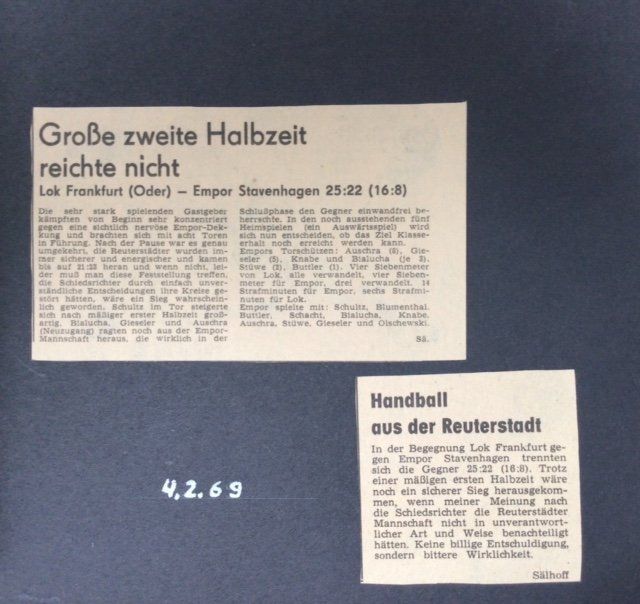 Große zweite Halbzeit
reichte nicht
Lok Frankfurt (Oder) — Empor Stavenhagen 25:22 (16:8)
Die sehr stark spielenden Gastgeber
kämpften von Beginn sehr konzentriert
gegen eine sichtlich nervöse Empor-Dek-
kung und brachten sich mit acht Toren
in Führung. Nach der Pause war es genau
umgekehrt, die Reuterstädter wurden im-
mer sicherer und energischer und kamen
bis auf 21:23 heran und wenn nicht, lei-
der muß man diese Feststellung treffen,
die Schiedsrichter durch einfach unver-
ständliche Entscheidungen ihre Kreise ge-
stört hätten, wäre ein Sieg wahrschein-
lich geworden. Schultz im Tor steigerte
sich nach mäßiger erster Halbzeit groß-
artig. Bialucha, Gieseler und Auschra
(Neuzugang) ragten noch aus der Empor-
Mannschaft heraus, die wirklich in der
Schlußphase den Gegner einwandfrei be-
herrschte. In den noch ausstehenden fünf
Heimspielen (ein Auswärtsspiel) wird
sich nun entscheiden, ob das Ziel Klasse-
erhalt noch erreicht werden kann.
Empors Torschützen: Auschra (8), Gie-
seler (5), Knabe und Bialucha (je 3),
Stüwe (2), Buttler (1). Vier Siebenmeter
von Lok alle verwandelt, vier Sieben-
meter für Empor, drei verwandelt. 14
Strafminuten für Empor, sechs Strafmi-
nuten für Lok.
Empor spielte mit: Schultz, Blumenthal,
Buttler, Schacht, Bialucha, Knabe,
Auschra, Stüwe, Gieseler und Olschewski.
Sä.
Handball
aus der Reuterstadt
In der Begegnung Lok Frankfurt ge-
gen Empor Stavenhagen trennten
sich die Gegner 25:22 (16:8). Trotz
einer mäßigen ersten Halbzeit wäre
noch ein sicherer Sieg herausgekom-
men, wenn meiner Meinung nach
die Schiedsrichter die Reuterstädter
Mannschaft nicht in unverantwort-
licher Art und Weise benachteiligt
hätten. Keine billige Entschuldigung,
sondern bittere Wirklichkeit.
Sälhoff
4.2.69